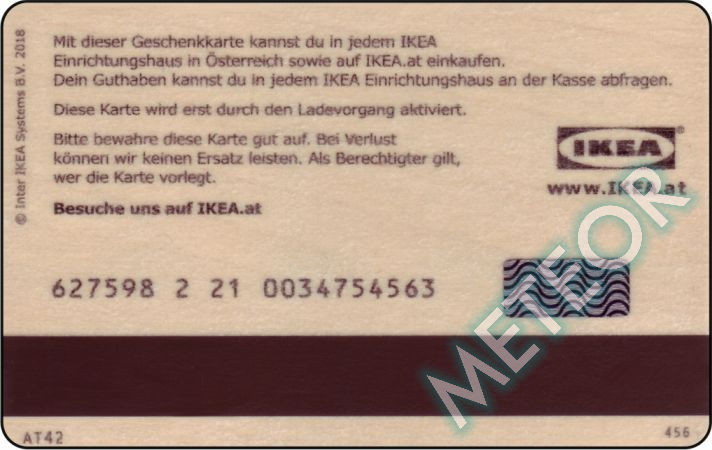 © Inter IKEA Systems B.V. 2018
Mit dieser Geschenkkarte kannst du in jedem IKEA
Einrichtungshaus in Österreich sowie auf IKEA.at einkaufen.
Dein Guthaben kannst du in jedem IKEA Einrichtungshaus an der Kasse abfragen.
Diese Karte wird erst durch den Ladevorgang aktiviert.
Bitte bewahre diese Karte gut auf. Bei Verlust
können wir keinen Ersatz leisten. Als Berechtigter gilt,
wer die Karte vorlegt.
Besuche uns auf IKEA.at
IKEA®
www.IKEA.at
627598 2 21 0034754563
METEOR
AT42
456